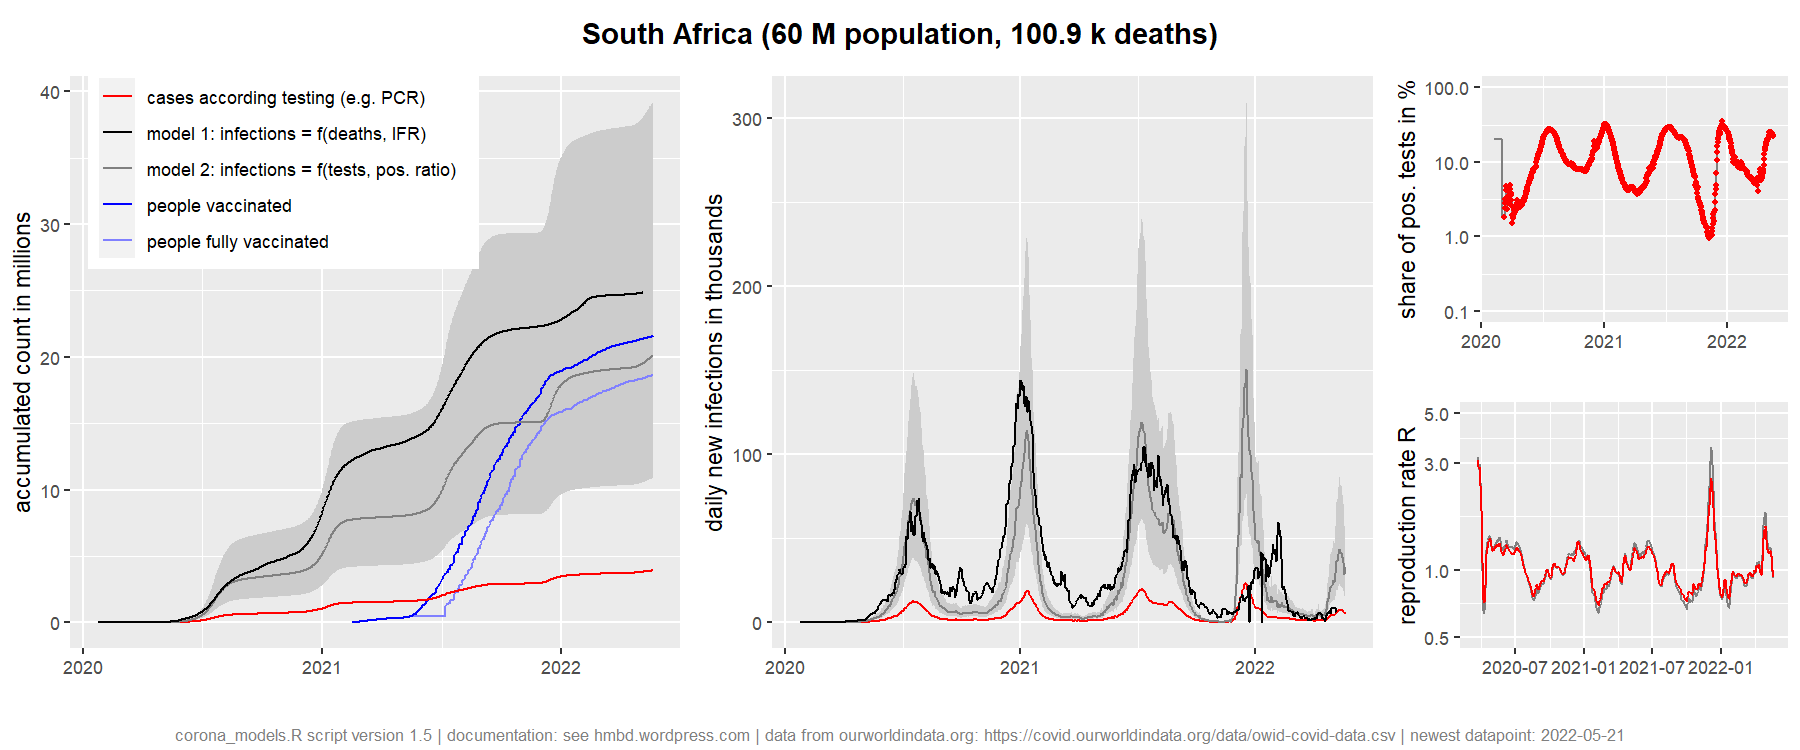 South Africa (60 M population, 100.9 k deaths)
accumulated count in millions
40
30
20
10
0
2020
2021
2022
cases according testing (e.g. PCR)
model 1: infections = f(deaths, IFR)
model 2: infections = f(tests, pos. ratio)
people vaccinated
people fully vaccinated
daily new infections in thousands
300
200
100
0
2020
2021
2022
share of pos. tests in %
100.0
10.0
1.0
0.1
2020
2021
2022
reproduction rate R
5.0
3.0
1.0
0.5
2020-07
2021-01
2021-07
2022-01
corona_models.R script version 1.5 | documentation: see hmbd.wordpress.com | data from ourworldindata.org: https://covid.ourworldindata.org/data/owid-covid-data.csv | newest datapoint: 2022-05-21